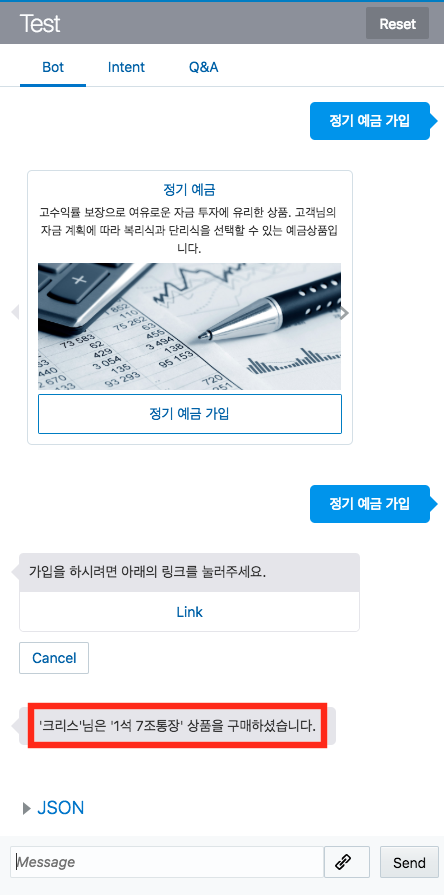 Test
Reset
Bot
Intent
Q&A
정기 예금 가입
정기 예금
고수익률 보장으로 여유로운 자금 투자에 유리한 상품. 고객님의
자금 계획에 따라 복리식과 단리식을 선택할 수 있는 예금상품입
니다.
정기 예금 가입
정기 예금 가입
가입을 하시려면 아래의 링크를 눌러주세요.
Link
Cancel
'크리스'님은 '1석 7조통장' 상품을 구매하셨습니다.
JSON
Message
Send